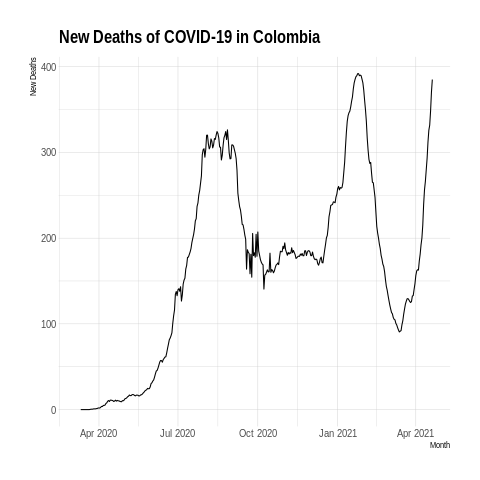 New Deaths of COVID-19 in Colombia
New Deaths
400
300
200
100
0
Apr 2020 Jul 2020 Oct 2020 Jan 2021 Apr 2021
Month